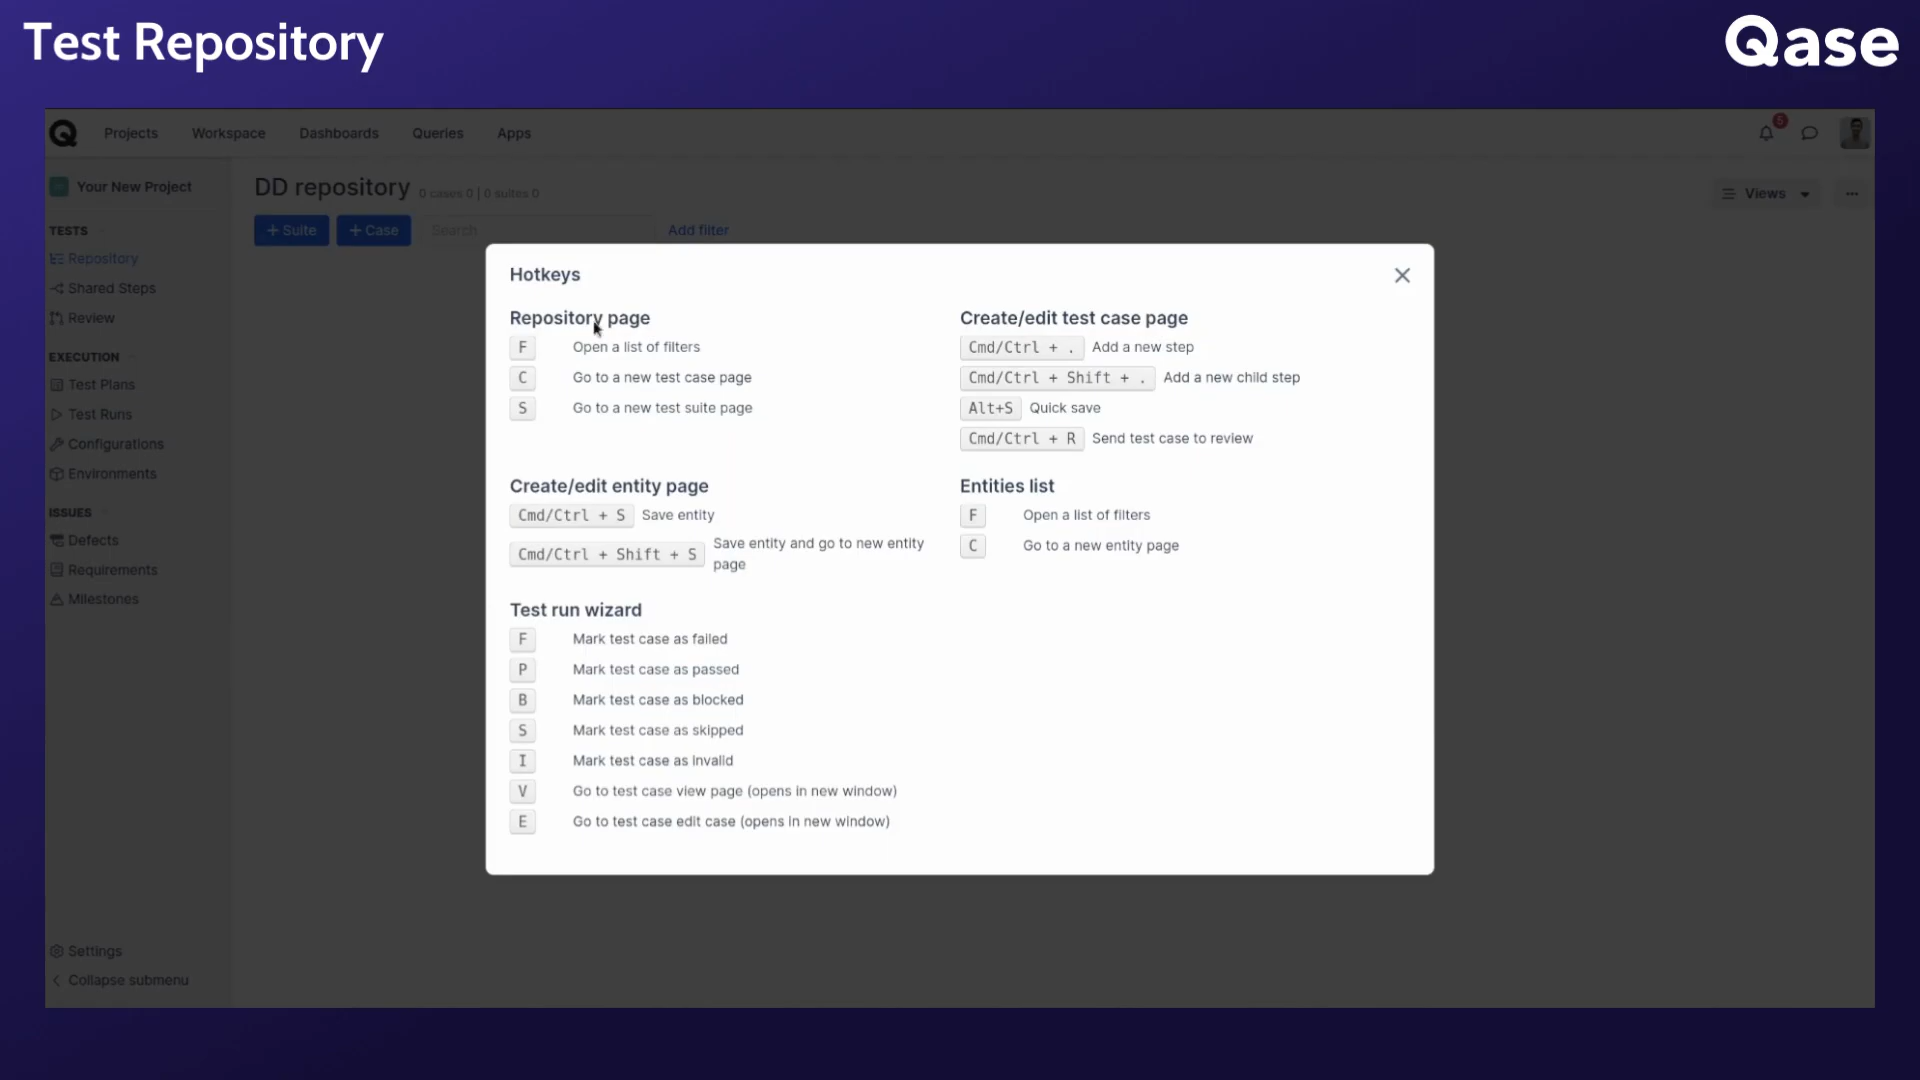 Test Repository
Qase
Projects Workspace Dashboards Queries Apps
5
Your New Project
DD repository 0 cases 0 | 0 suites 0
Views
TESTS
+ Suite + Case Search Add filter
Repository
Shared Steps
Review
EXECUTION
Test Plans
Test Runs
Configurations
Environments
ISSUES
Defects
Requirements
Milestones
Settings
Collapse submenu
Hotkeys
Repository page
F Open a list of filters
C Go to a new test case page
S Go to a new test suite page
Create/edit test case page
Cmd/Ctrl + . Add a new step
Cmd/Ctrl + Shift + . Add a new child step
Alt+S Quick save
Cmd/Ctrl + R Send test case to review
Create/edit entity page
Cmd/Ctrl + S Save entity
Cmd/Ctrl + Shift + S Save entity and go to new entity
page
Entities list
F Open a list of filters
C Go to a new entity page
Test run wizard
F Mark test case as failed
P Mark test case as passed
B Mark test case as blocked
S Mark test case as skipped
I Mark test case as invalid
V Go to test case view page (opens in new window)
E Go to test case edit case (opens in new window)